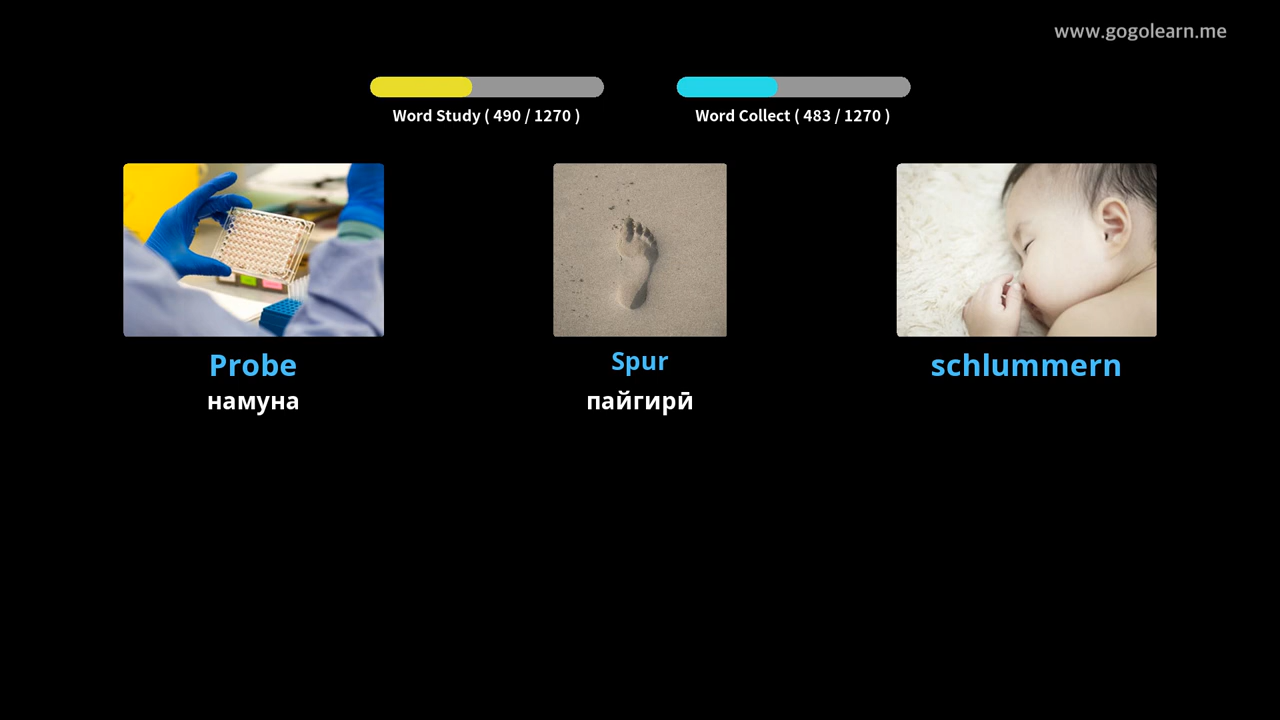 www.gogolearn.me
Word Study ( 490 / 1270 )
Word Collect ( 483 / 1270 )
Probe
намуна
Spur
пайгирӣ
schlummern